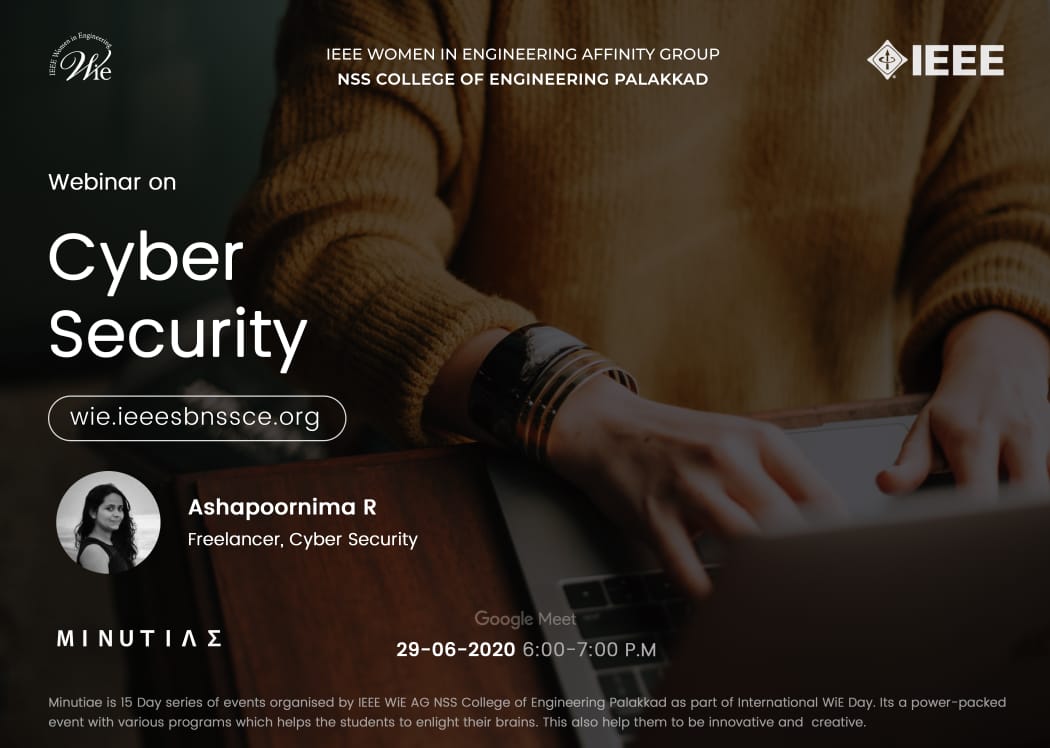 IEEE Women in Engineering
WiE
IEEE WOMEN IN ENGINEERING AFFINITY GROUP
NSS COLLEGE OF ENGINEERING PALAKKAD
IEEE
Webinar on
Cyber
Security
wie.ieeesbnssce.org
Ashapoornima R
Freelancer, Cyber Security
MINUTIΛΣ
Google Meet
29-06-2020 6:00-7:00 P.M
Minutiae is 15 Day series of events organised by IEEE WiE AG NSS College of Engineering Palakkad as part of International WiE Day. Its a power-packed
event with various programs which helps the students to enlight their brains. This also help them to be innovative and  creative.